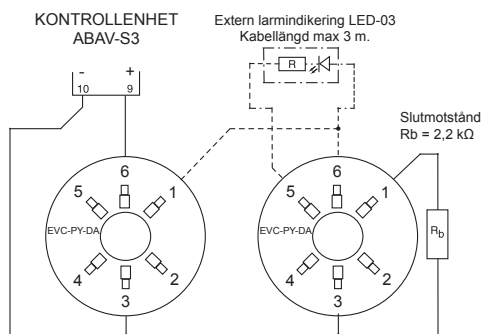 KONTROLLENHET
ABAV-S3
- +
10 9
Extern larmindikering LED-03
Kabellängd max 3 m.
R
Slutmotstånd
Rb = 2,2 kΩ
6
5 1
EVC-PY-DA
4 2
3
6
5 1
EVC-PY-DA
4 2
3
Rb